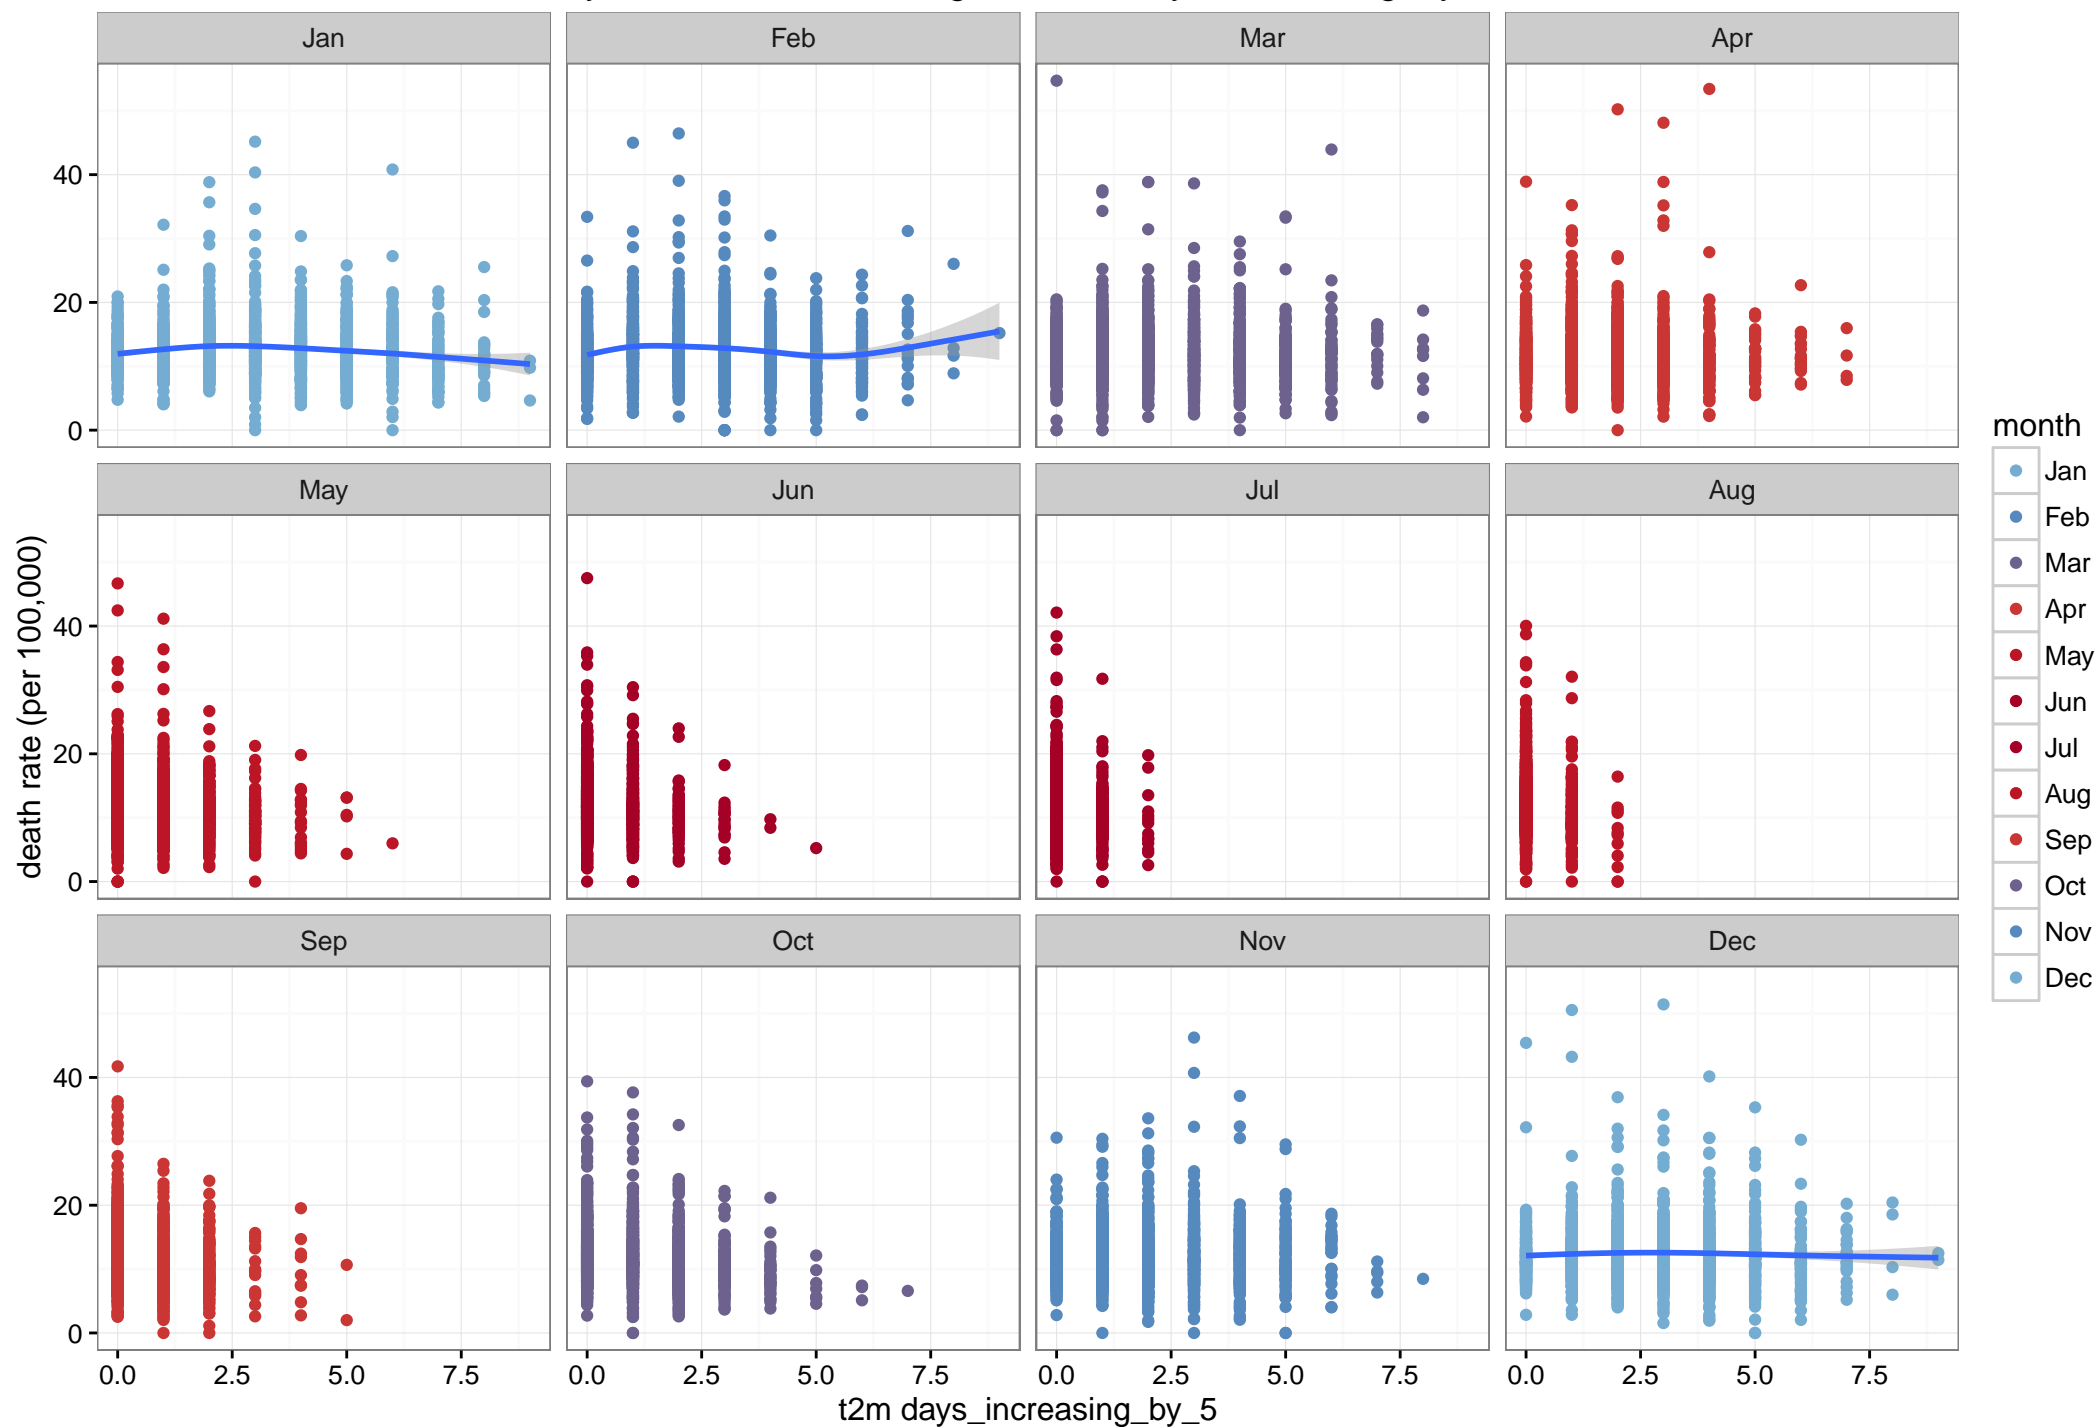 Jan Feb Mar Apr
40
20
0
May Jun Jul Aug
death rate (per 100,000)
40
20
0
Sep Oct Nov Dec
40
20
0
0.0 2.5 5.0 7.5 0.0 2.5 5.0 7.5 0.0 2.5 5.0 7.5 0.0 2.5 5.0 7.5
t2m days_increasing_by_5
month
Jan
Feb
Mar
Apr
May
Jun
Jul
Aug
Sep
Oct
Nov
Dec